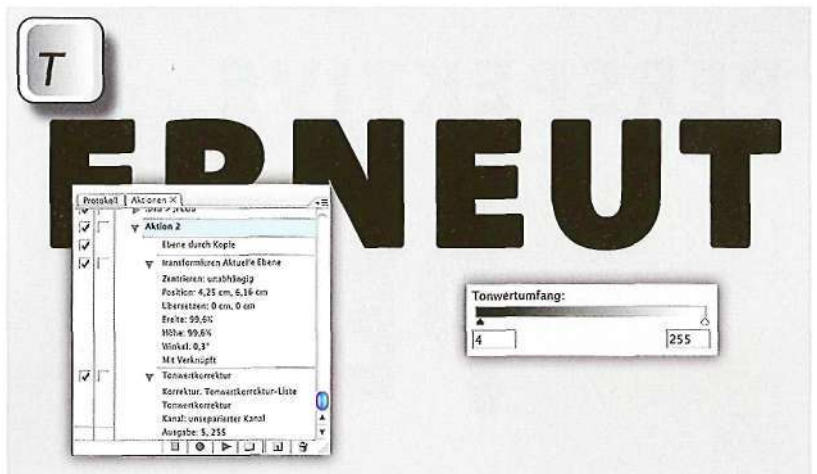 T
ERNEUT
Protokoll Aktionen ×
Aktion 2
Ebene durch Kopie
Transformieren Aktuelle Ebene
Zentrieren: unabhängig
Position: 4,25 cm, 6,16 cm
Übersetzen: 0 cm, 0 cm
Breite: 99,6%
Höhe: 99,6%
Winkel: 0,3°
Mit Verknüpft
Tonwertkorrektur
Korrektur: Tonwertkorrektur-Liste
Tonwertkorrektur
Kanal: unseparierter Kanal
Ausgabe: 5, 255
Tonwertumfang:
4 255